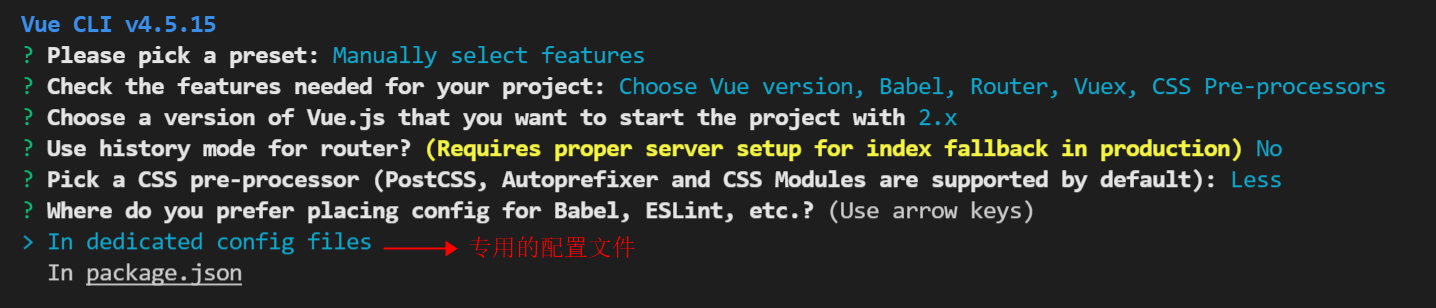 Vue CLI v4.5.15
? Please pick a preset: Manually select features
? Check the features needed for your project: Choose Vue version, Babel, Router, Vuex, CSS Pre-processors
? Choose a version of Vue.js that you want to start the project with 2.x
? Use history mode for router? (Requires proper server setup for index fallback in production) No
? Pick a CSS pre-processor (PostCSS, Autoprefixer and CSS Modules are supported by default): Less
? Where do you prefer placing config for Babel, ESLint, etc.? (Use arrow keys)
> In dedicated config files 专用的配置文件
In package.json